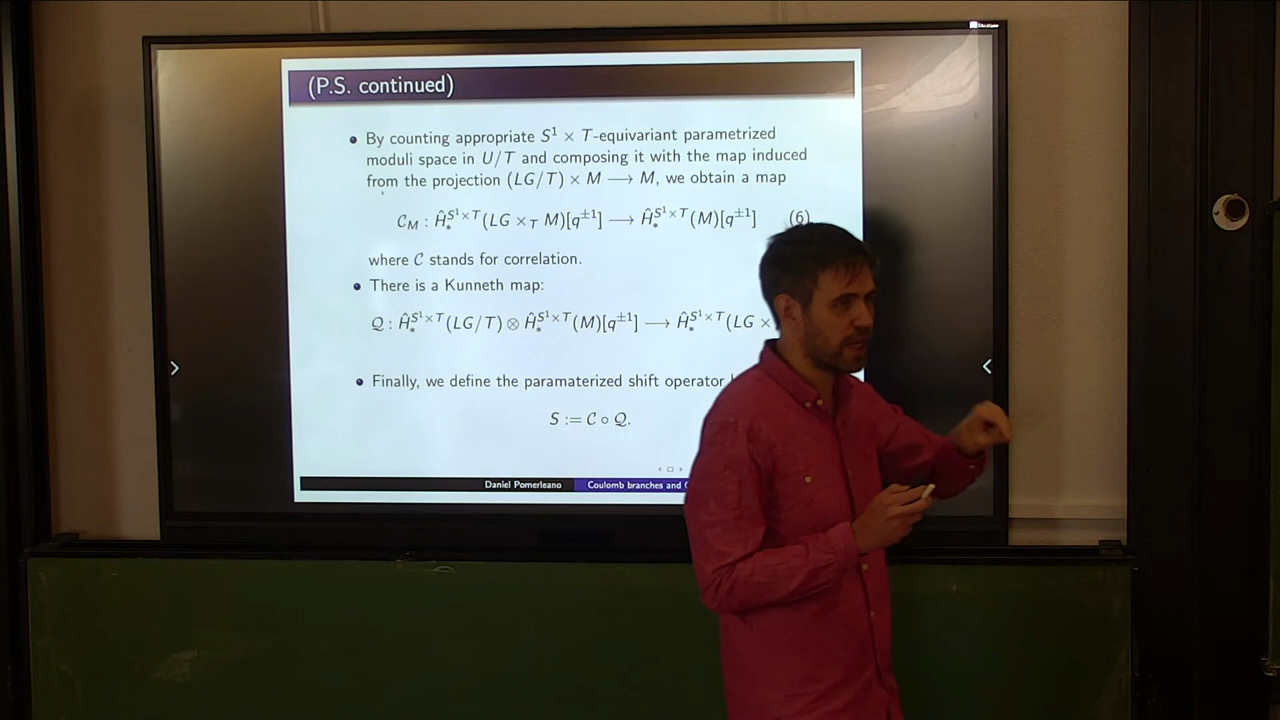 (P.S. continued)
• By counting appropriate S¹ × T-equivariant parametrized
moduli space in U/T and composing it with the map induced
from the projection (LG/T) × M ⟶ M, we obtain a map
𝒞_M : Ĥ_*^{S¹×T}(LG ×_T M)[q^{±1}] ⟶ Ĥ_*^{S¹×T}(M)[q^{±1}] (6)
where 𝒞 stands for correlation.
• There is a Kunneth map:
𝒬 : Ĥ_*^{S¹×T}(LG/T) ⊗ Ĥ_*^{S¹×T}(M)[q^{±1}] ⟶ Ĥ_*^{S¹×T}(LG ×
• Finally, we define the paramaterized shift operator
S := 𝒞 ∘ 𝒬.
Daniel Pomerleano Coulomb branches and